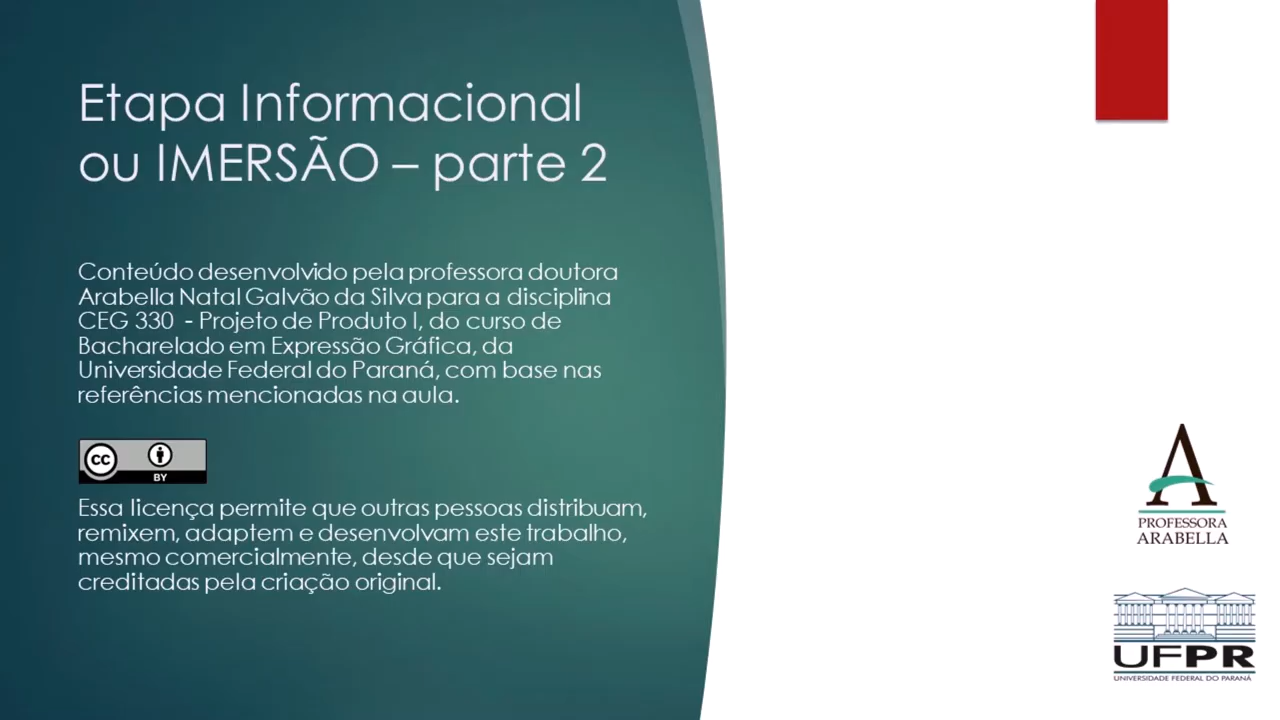 Etapa Informacional
ou IMERSÃO – parte 2
Conteúdo desenvolvido pela professora doutora
Arabella Natal Galvão da Silva para a disciplina
CEG 330 - Projeto de Produto I, do curso de
Bacharelado em Expressão Gráfica, da
Universidade Federal do Paraná, com base nas
referências mencionadas na aula.
cc
BY
Essa licença permite que outras pessoas distribuam,
remixem, adaptem e desenvolvam este trabalho,
mesmo comercialmente, desde que sejam
creditadas pela criação original.
A
PROFESSORA
ARABELLA
UFPR
UNIVERSIDADE FEDERAL DO PARANÁ